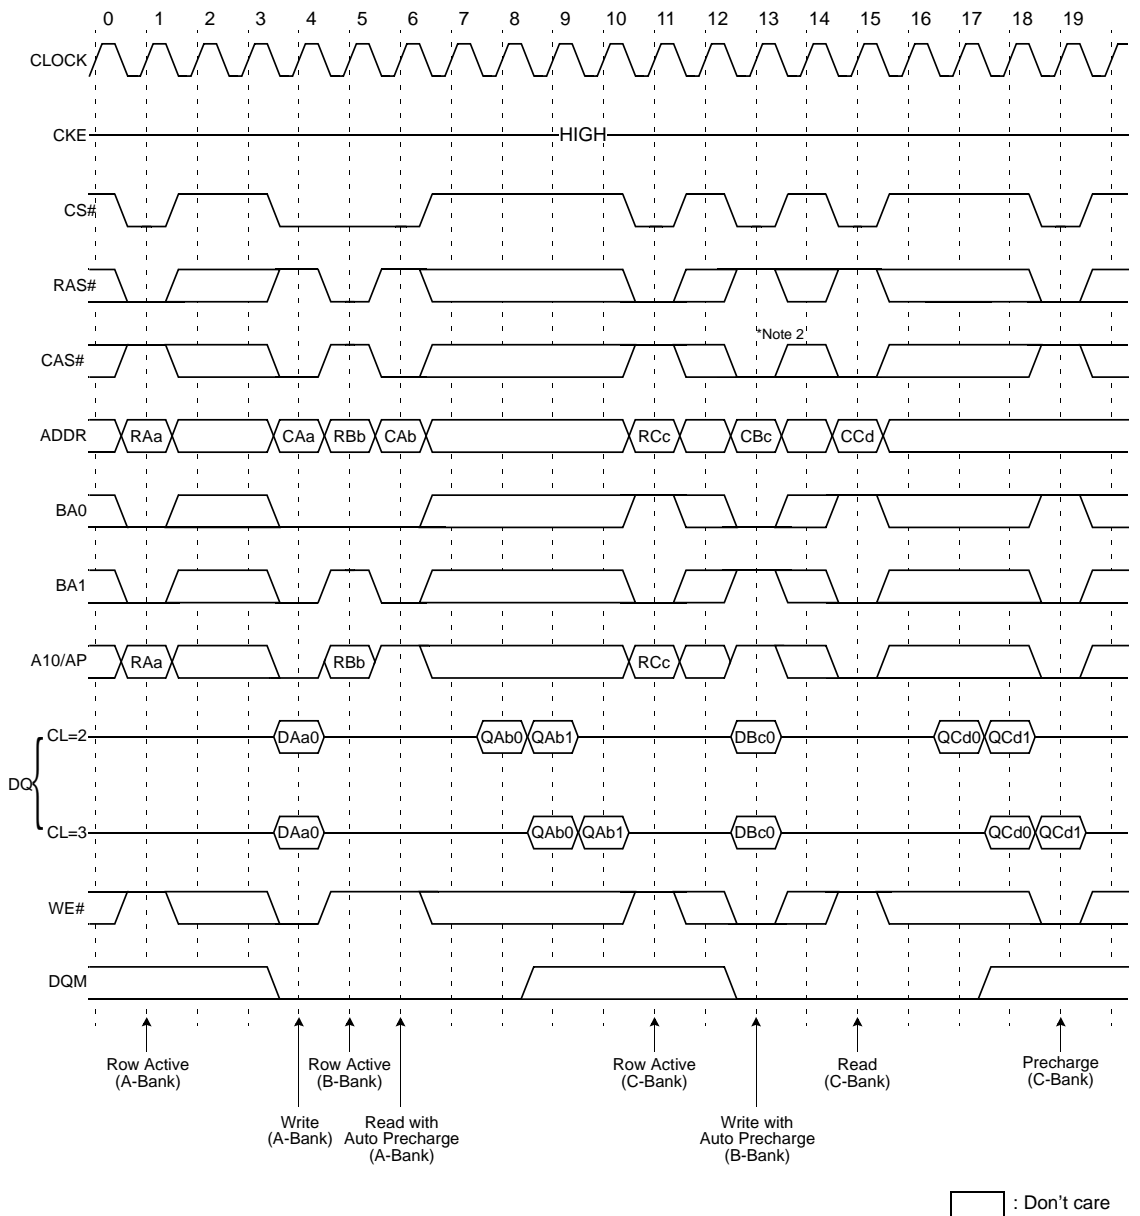 0 1 2 3 4 5 6 7 8 9 10 11 12 13 14 15 16 17 18 19
CLOCK
CKE
HIGH
CS#
RAS#
*Note 2
CAS#
ADDR RAa CAa RBb CAb RCc CBc CCd
BA0
BA1
A10/AP RAa RBb RCc
CL=2 DAa0 QAb0 QAb1 DBc0 QCd0 QCd1
DQ
CL=3 DAa0 QAb0 QAb1 DBc0 QCd0 QCd1
WE#
DQM
Row Active
(A-Bank)
Row Active
(B-Bank)
Row Active
(C-Bank)
Read
(C-Bank)
Precharge
(C-Bank)
Write
(A-Bank)
Read with
Auto Precharge
(A-Bank)
Write with
Auto Precharge
(B-Bank)
: Don't care